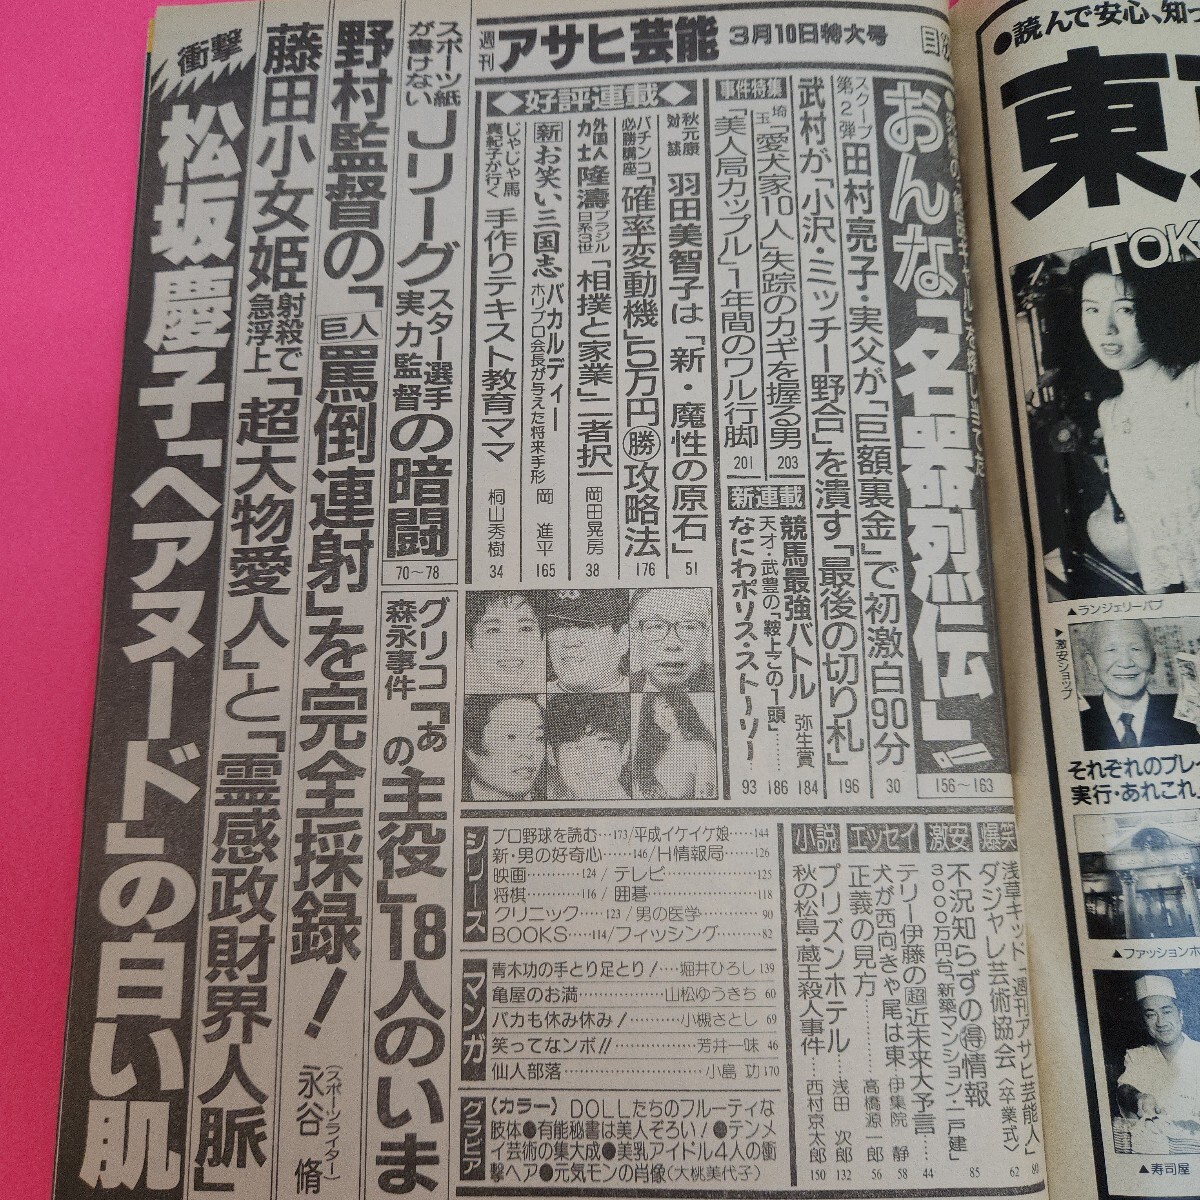 週刊 アサヒ芸能 3月10日特大号
目次
おんな「名器烈伝」
156〜163
スクープ第2弾 田村亮子・実父が「巨額裏金」で初激白90分 30
武村が「小沢・ミッチー野合」を潰す「最後の切り札」 196
事件特集
埼玉「愛犬家10人」失踪のカギを握る男 203
「美人局カップル」1年間のワル行脚 201
新連載
競馬最強バトル 弥生賞 184
天才・武豊の「鞍上この1頭」…… 186
なにわポリス・ストーリー… 93
◆好評連載◆
秋元康対談 羽田美智子は「新・魔性の原石」 51
パチンコ必勝講座「確率変動機」5万円勝攻略法 176
外国人力士 隆濤 ブラジル日系3世「相撲と家業」二者択一 岡田晃房 38
新 お笑い三国志 バカルディー ホリプロ会長が与えた将来手形 岡 進平 165
じゃじゃ馬真紀子が行く 手作りテキスト教育ママ 桐山秀樹 34
スポーツ紙が書けない Jリーグ スター選手 実力監督の暗闘 70〜78
グリコ森永事件「あの主役」18人のいま
野村監督の「巨人罵倒連射」を完全採録! (スポーツライター)永谷 脩
藤田小女姫 射殺で急浮上「超大物愛人」と「霊感政財界人脈」
衝撃 松坂慶子「ヘアヌード」の白い肌
爆笑
浅草キッド「週刊アサヒ芸能人」 80
ダジャレ芸術協会〈卒業式〉 62
激安
不況知らずの得情報
3000万円台、新築マンション・一戸建 85
エッセイ
テリー伊藤の超近未来大予言… 44
犬が西向きゃ尾は東 伊集院 静 58
正義の見方……高橋源一郎 56
小説
プリズンホテル……浅田 次郎 132
秋の松島・蔵王殺人事件…西村京太郎 150
シリーズ
プロ野球を読む…173/平成イケイケ娘……144
新・男の好奇心……146/H情報局……126
映画………124/テレビ………125
将棋………116/囲碁………118
クリニック……123/男の医学………90
BOOKS……114/フィッシング………82
マンガ
青木功の手とり足とり!…堀井ひろし 139
亀屋のお満………山松ゆうきち 60
バカも休み休み!………小槻さとし 69
笑ってなンボ!!………芳井一味 46
仙人部落………小島 功 170
グラビア
〈カラー〉DOLLたちのフルーティな
肢体●有能秘書は美人ぞろい!●テンメ
イ芸術の集大成●美乳アイドル4人の衝
撃ヘア●元気モンの肖像(大桃美代子)
●読んで安心、知っ
東
TOK
▲ランジェリーパブ
▶激安ショップ
それぞれのプレイ
実行・あれこれ
▲ファッションホ
▲寿司屋